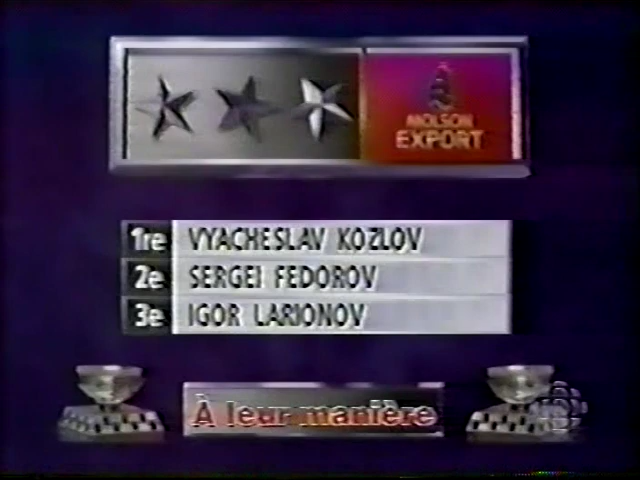 MOLSON
EXPORT
1re VYACHESLAV KOZLOV
2e SERGEI FEDOROV
3e IGOR LARIONOV
À leur manière